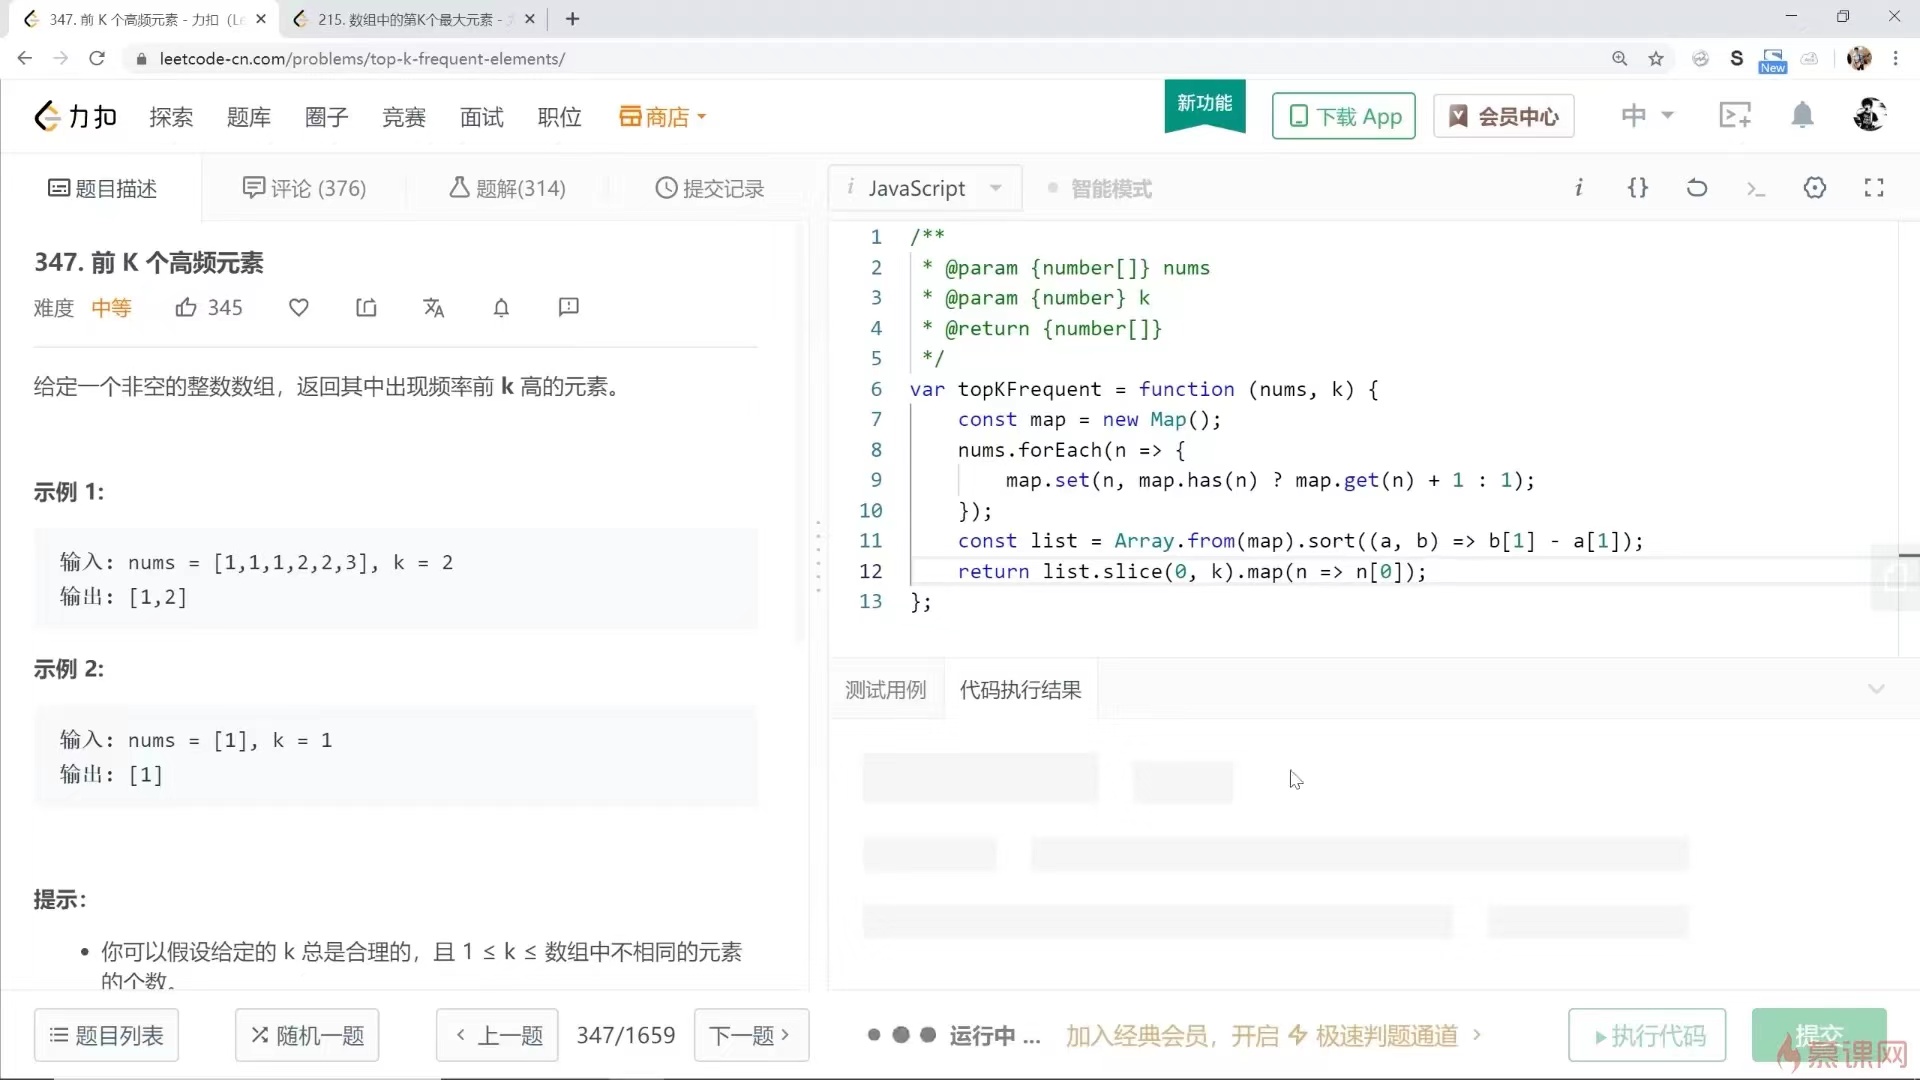 347. 前 K 个高频元素 - 力扣（Le
215. 数组中的第K个最大元素 -
leetcode-cn.com/problems/top-k-frequent-elements/
S
New
力扣
探索
题库
圈子
竞赛
面试
职位
商店
新功能
下载 App
会员中心
中
题目描述
评论 (376)
题解(314)
提交记录
i JavaScript
智能模式
i {} >_
347. 前 K 个高频元素
难度 中等 345
给定一个非空的整数数组，返回其中出现频率前 k 高的元素。
示例 1:
输入: nums = [1,1,1,2,2,3], k = 2
输出: [1,2]
示例 2:
输入: nums = [1], k = 1
输出: [1]
提示：
• 你可以假设给定的 k 总是合理的，且 1 ≤ k ≤ 数组中不相同的元素
的个数。
1 /**
2 * @param {number[]} nums
3 * @param {number} k
4 * @return {number[]}
5 */
6 var topKFrequent = function (nums, k) {
7 const map = new Map();
8 nums.forEach(n => {
9 map.set(n, map.has(n) ? map.get(n) + 1 : 1);
10 });
11 const list = Array.from(map).sort((a, b) => b[1] - a[1]);
12 return list.slice(0, k).map(n => n[0]);
13 };
测试用例
代码执行结果
题目列表
随机一题
上一题
347/1659
下一题
运行中 ...
加入经典会员，开启 极速判题通道
执行代码
提交
慕课网